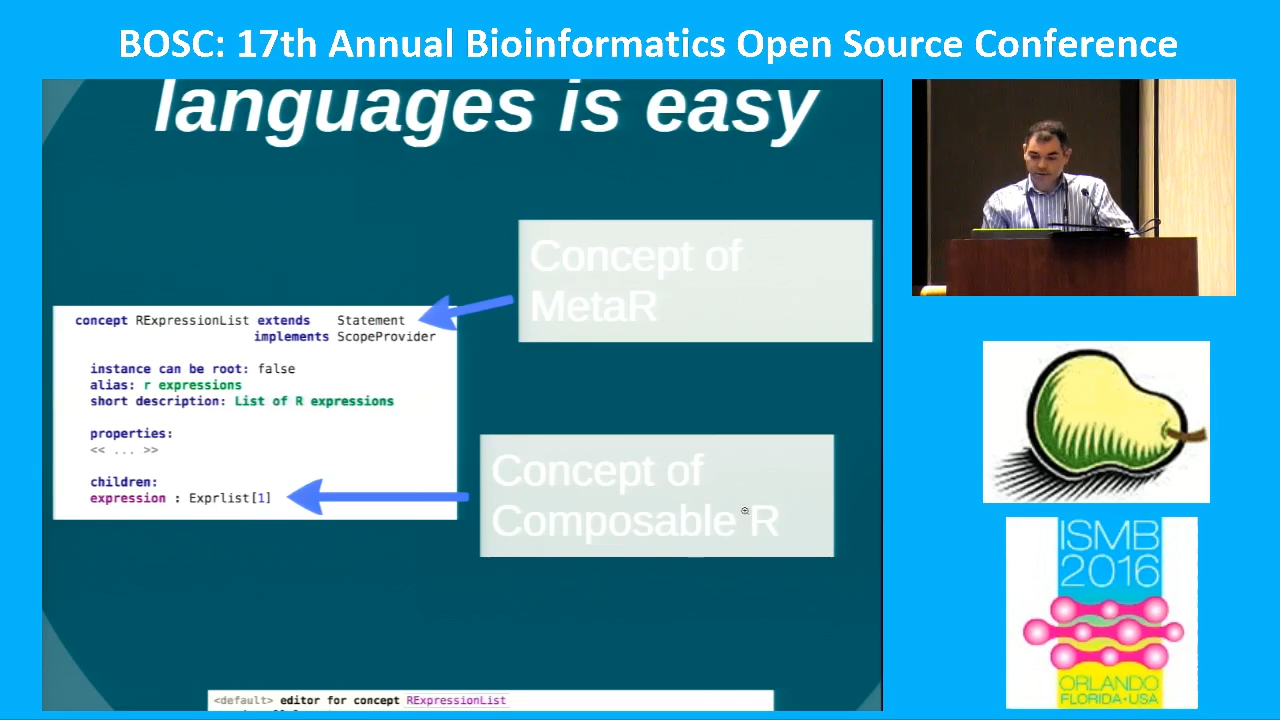 BOSC: 17th Annual Bioinformatics Open Source Conference
languages is easy
Concept of
MetaR
concept RExpressionList extends Statement
implements ScopeProvider
instance can be root: false
alias: r expressions
short description: List of R expressions
properties:
<< ... >>
children:
expression : Exprlist[1]
Concept of
Composable R
<default> editor for concept RExpressionList
ISMB
2016
ORLANDO
FLORIDA•USA